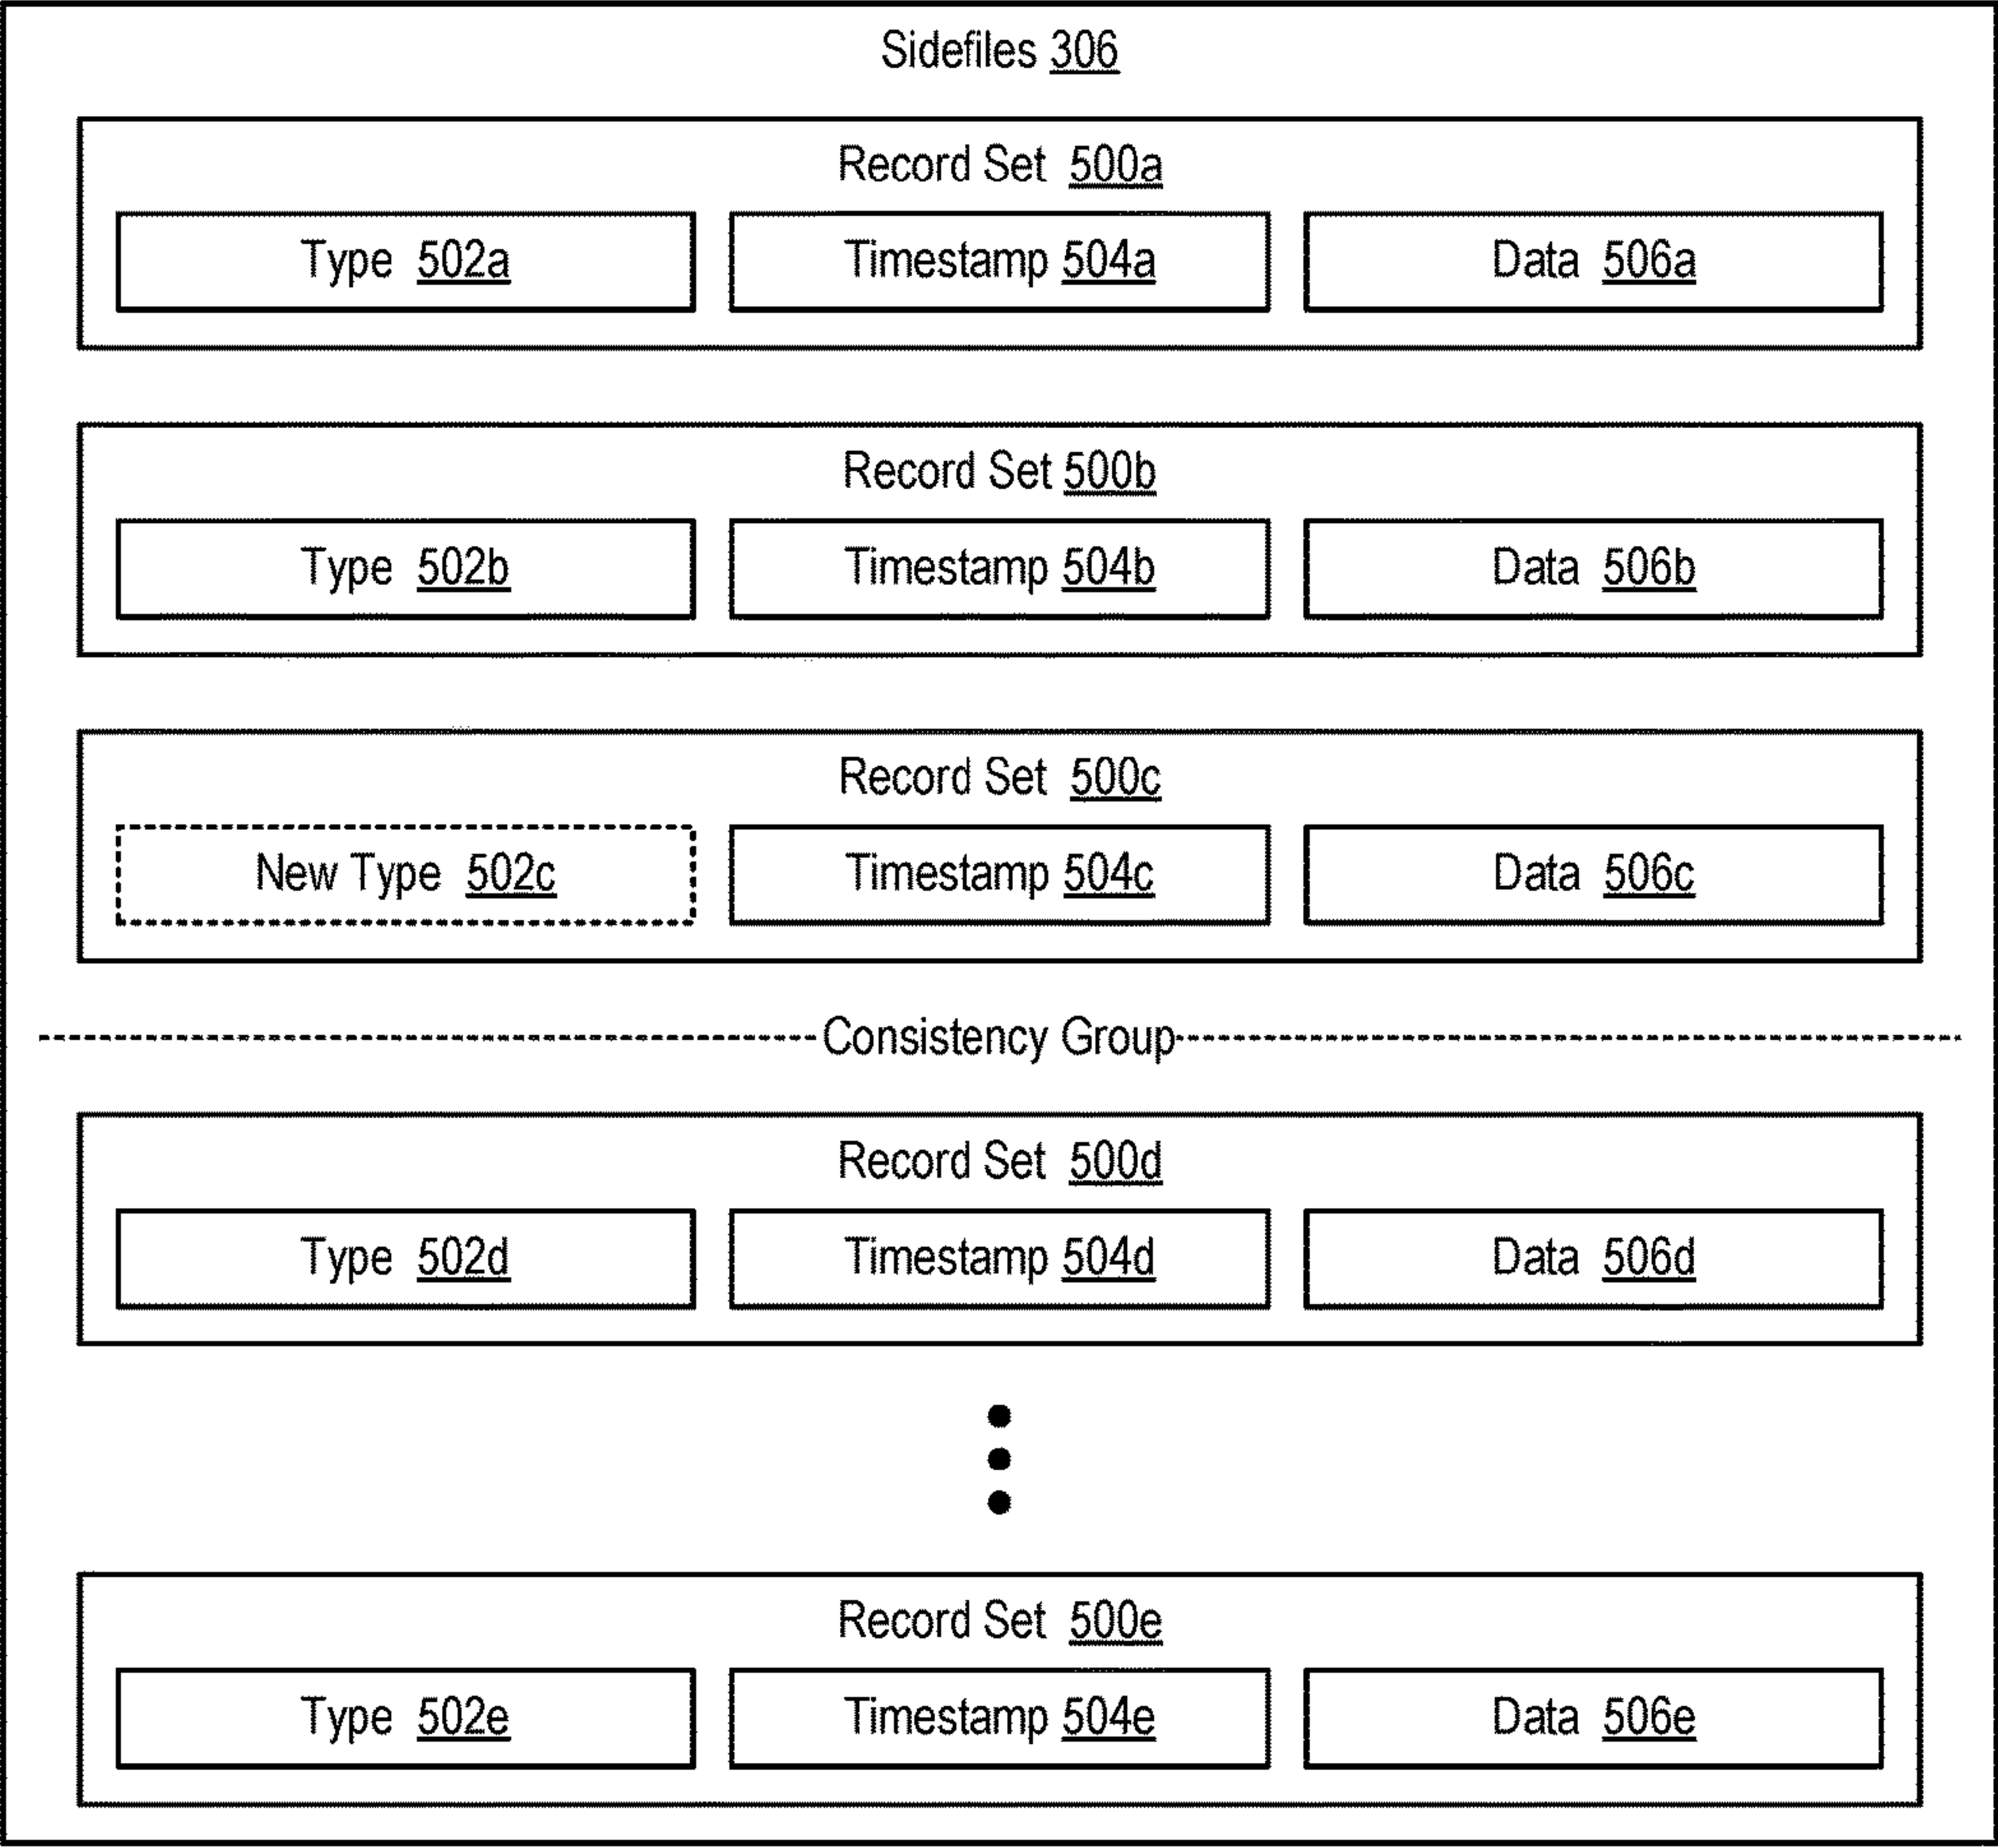 Sidefiles 306
Record Set 500a
Type 502a Timestamp 504a Data 506a
Record Set 500b
Type 502b Timestamp 504b Data 506b
Record Set 500c
New Type 502c Timestamp 504c Data 506c
Consistency Group
Record Set 500d
Type 502d Timestamp 504d Data 506d
Record Set 500e
Type 502e Timestamp 504e Data 506e